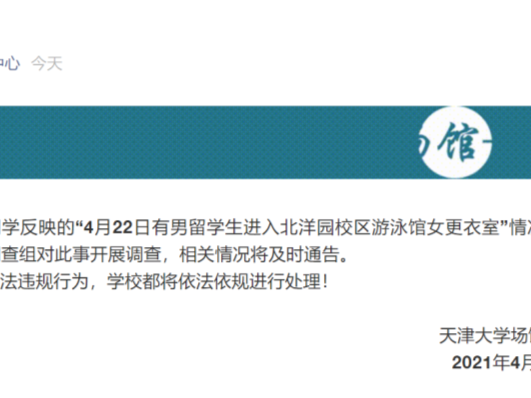 中心 今天
馆
学反映的“4月22日有男留学生进入北洋园校区游泳馆女更衣室”情
查组对此事开展调查，相关情况将及时通告。
法违规行为，学校都将依法依规进行处理！
天津大学场
2021年4月